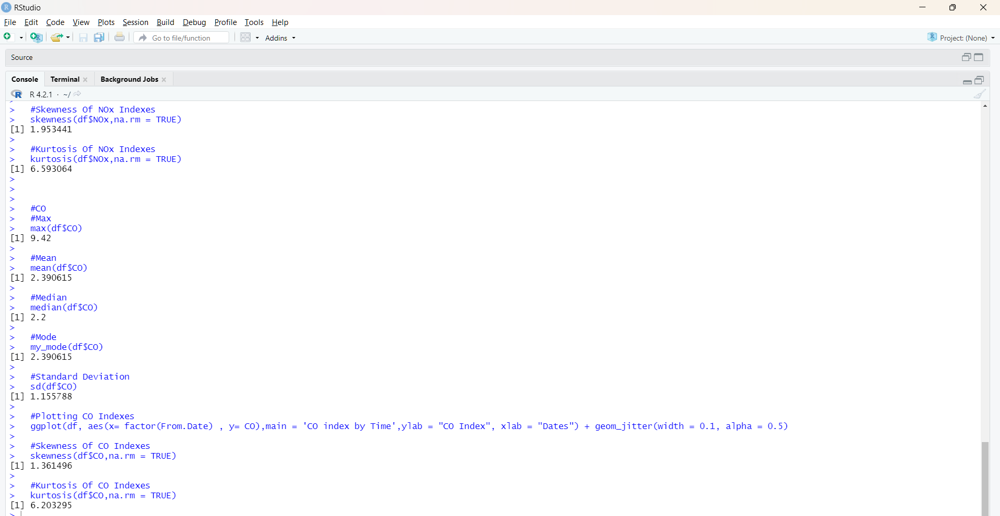 RStudio
File Edit Code View Plots Session Build Debug Profile Tools Help
Go to file/function Addins Project: (None)
Source
Console Terminal Background Jobs
R 4.2.1 · ~/
>
>   #Skewness Of NOx Indexes
>   skewness(df$NOx,na.rm = TRUE)
[1] 1.953441
>
>   #Kurtosis Of NOx Indexes
>   kurtosis(df$NOx,na.rm = TRUE)
[1] 6.593064
>
>
>
>   #CO
>   #Max
>   max(df$CO)
[1] 9.42
>
>   #Mean
>   mean(df$CO)
[1] 2.390615
>
>   #Median
>   median(df$CO)
[1] 2.2
>
>   #Mode
>   my_mode(df$CO)
[1] 2.390615
>
>   #Standard Deviation
>   sd(df$CO)
[1] 1.155788
>
>   #Plotting CO Indexes
>   ggplot(df, aes(x= factor(From.Date) , y= CO),main = 'CO index by Time',ylab = "CO Index", xlab = "Dates") + geom_jitter(width = 0.1, alpha = 0.5)
>
>   #Skewness Of CO Indexes
>   skewness(df$CO,na.rm = TRUE)
[1] 1.361496
>
>   #Kurtosis Of CO Indexes
>   kurtosis(df$CO,na.rm = TRUE)
[1] 6.203295
>